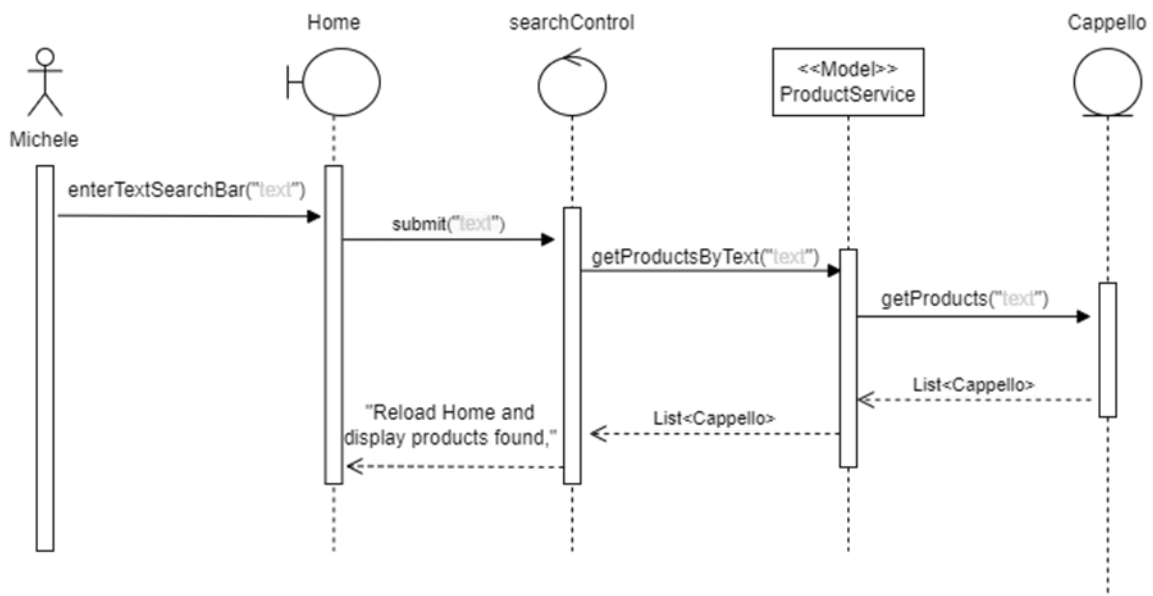 Home
searchControl
Cappello
<<Model>>
ProductService
Michele
enterTextSearchBar("text")
submit("text")
getProductsByText("text")
getProducts("text")
List<Cappello>
List<Cappello>
"Reload Home and
display products found,"